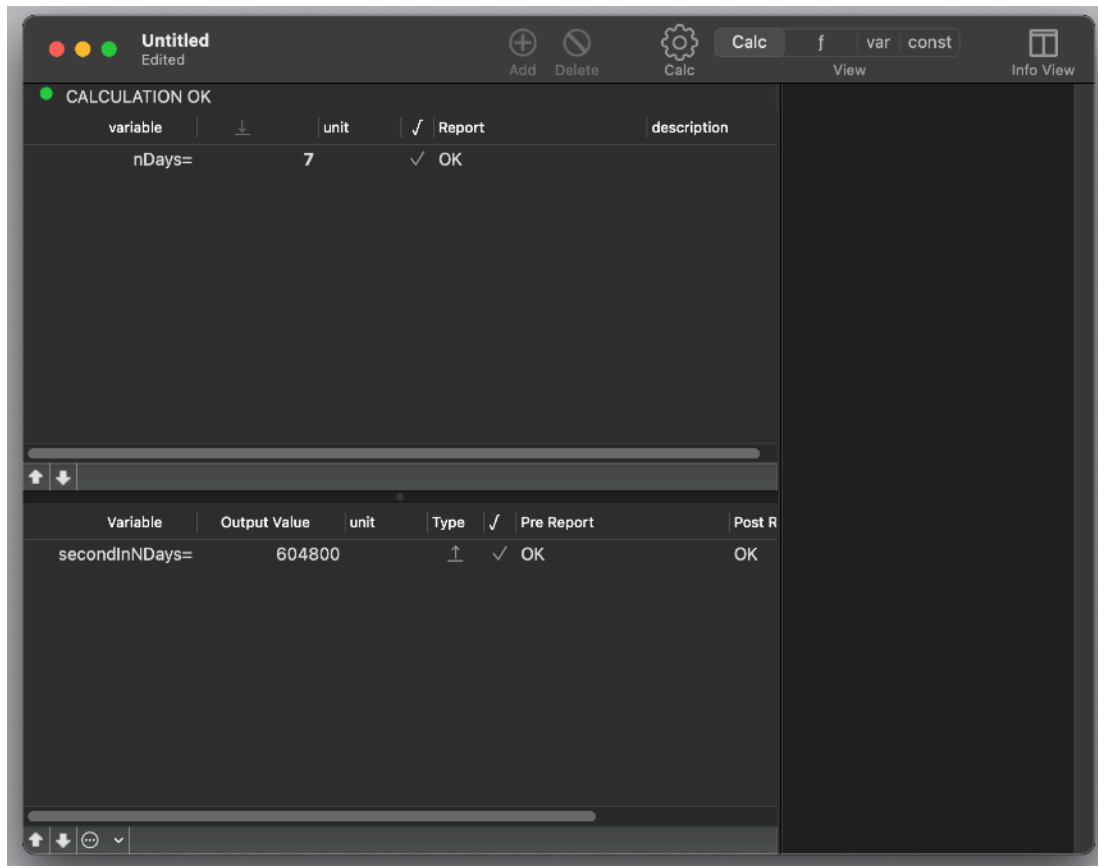 Untitled
Edited
Add Delete Calc Calc ƒ var const View Info View
CALCULATION OK
variable unit √ Report description
nDays= 7 ✓ OK
Variable Output Value unit Type √ Pre Report Post R
secondInNDays= 604800 ✓ OK OK